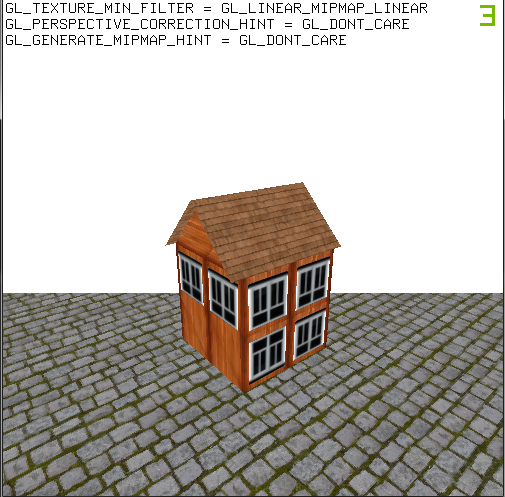 GL_TEXTURE_MIN_FILTER = GL_LINEAR_MIPMAP_LINEAR
GL_PERSPECTIVE_CORRECTION_HINT = GL_DONT_CARE
GL_GENERATE_MIPMAP_HINT = GL_DONT_CARE
3